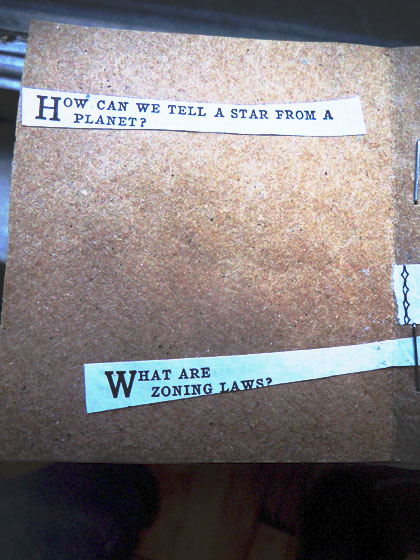 HOW CAN WE TELL A STAR FROM A
PLANET?
WHAT ARE
ZONING LAWS?